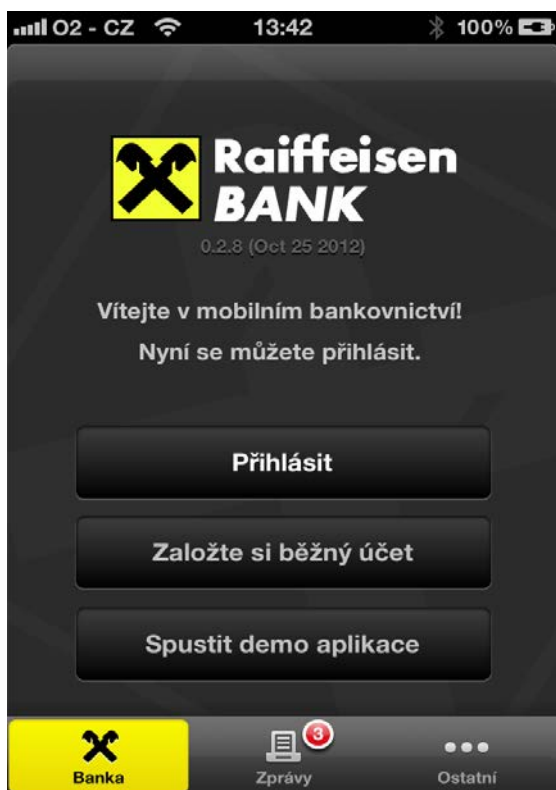 O2 - CZ 13:42 100%
Raiffeisen
BANK
0.2.8 (Oct 25 2012)
Vítejte v mobilním bankovnictví!
Nyní se můžete přihlásit.
Přihlásit
Založte si běžný účet
Spustit demo aplikace
3
Banka Zprávy Ostatní